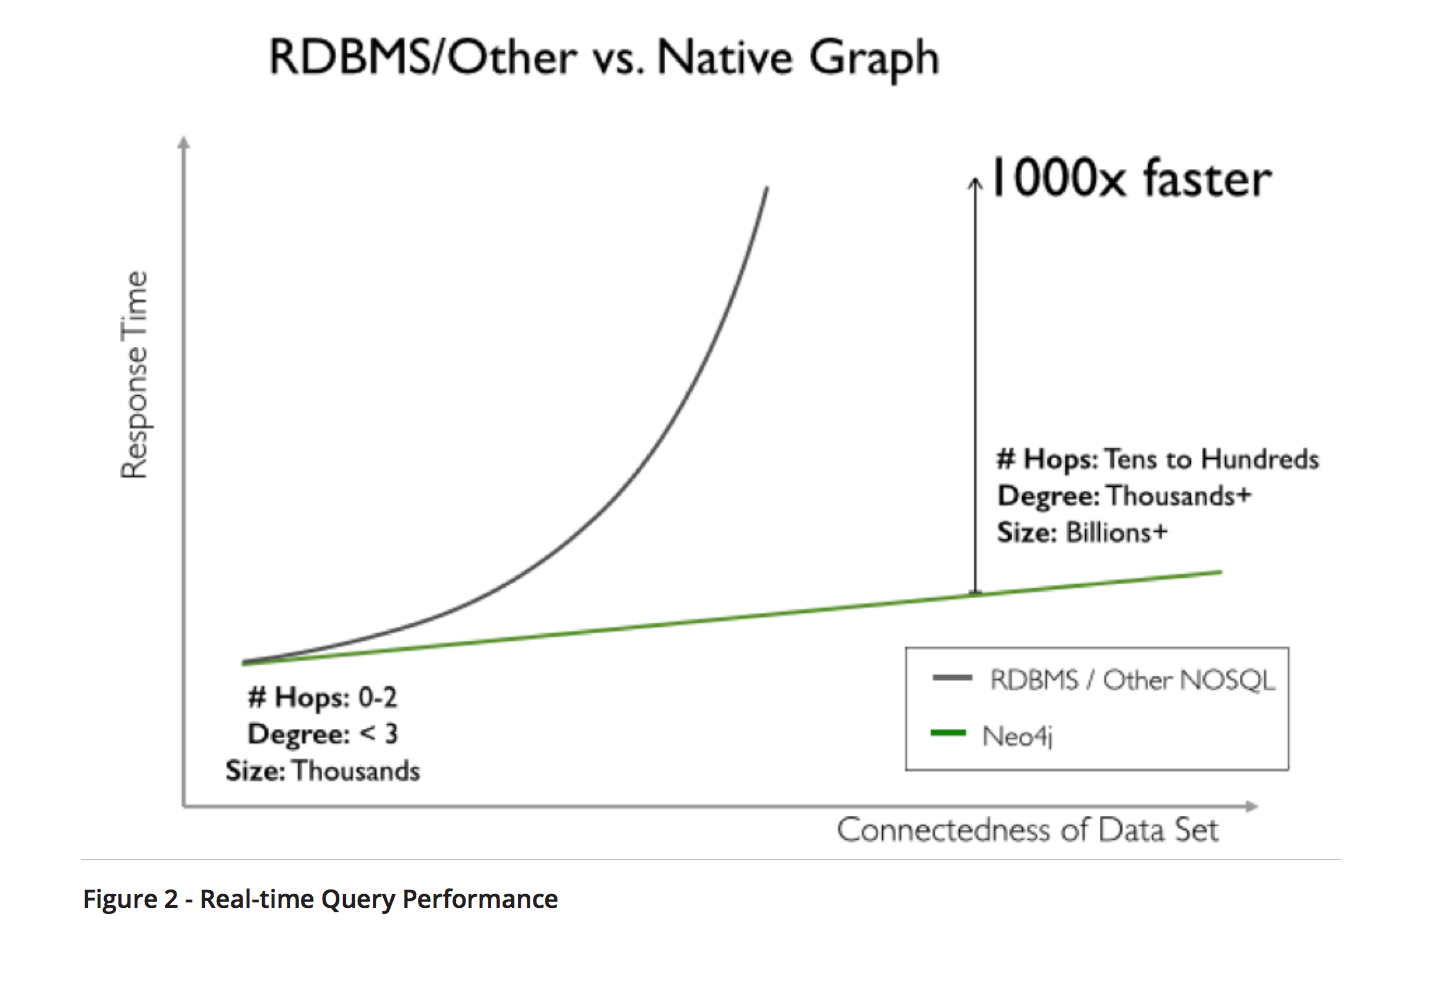 RDBMS/Other vs. Native Graph
1000x faster
Response Time
# Hops: Tens to Hundreds
Degree: Thousands+
Size: Billions+
# Hops: 0-2
Degree: < 3
Size: Thousands
RDBMS / Other NOSQL
Neo4j
Connectedness of Data Set
Figure 2 - Real-time Query Performance